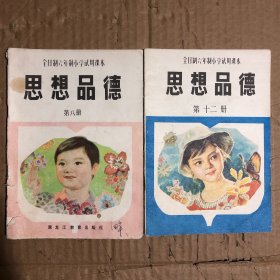 全日制六年制小学试用课本
思想品德
第八册
黑龙江教育出版社
全日制六年制小学试用课本
思想品德
第十二册